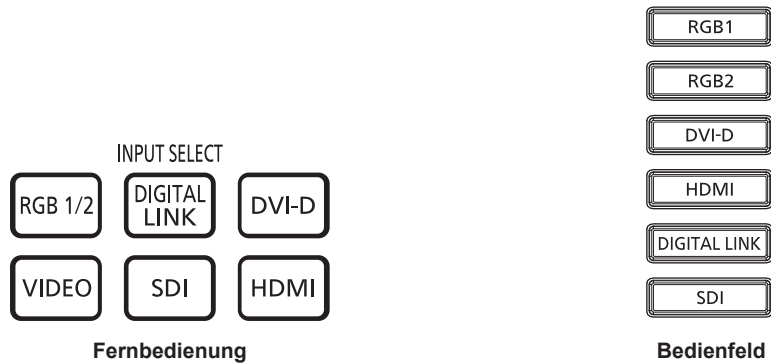 INPUT SELECT
RGB 1/2
DIGITAL
LINK
DVI-D
VIDEO
SDI
HDMI
Fernbedienung
RGB1
RGB2
DVI-D
HDMI
DIGITAL LINK
SDI
Bedienfeld